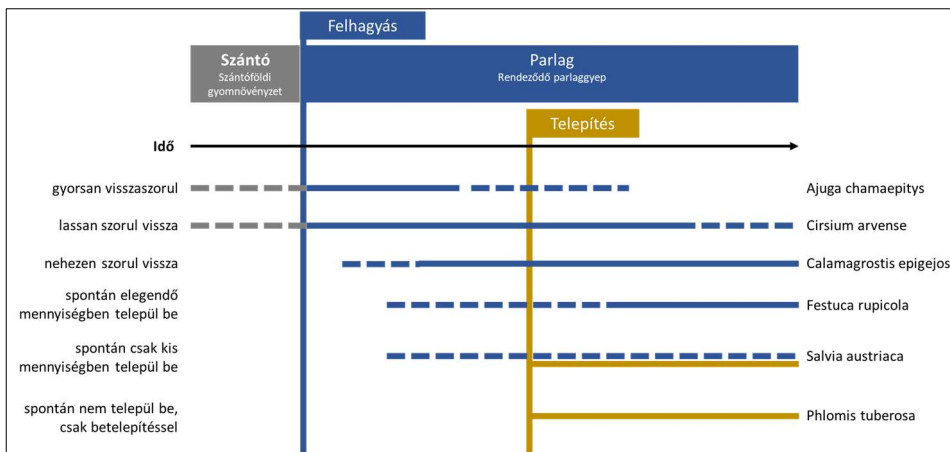 Felhagyás
Szántó
Szántóföldi
gyomnövényzet
Parlag
Rendeződő parlaggyep
Telepítés
Idő
gyorsan visszaszorul
Ajuga chamaepitys
lassan szorul vissza
Cirsium arvense
nehezen szorul vissza
Calamagrostis epigejos
spontán elegendő
mennyiségben települ be
Festuca rupicola
spontán csak kis
mennyiségben települ be
Salvia austriaca
spontán nem települ be,
csak betelepítéssel
Phlomis tuberosa